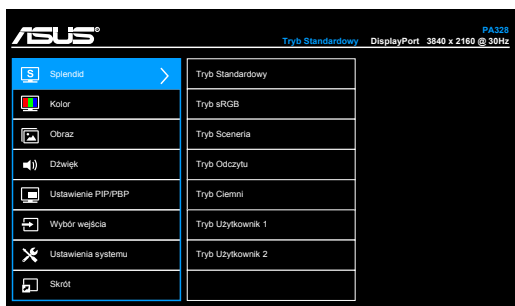 ASUS
PA328
Tryb Standardowy DisplayPort 3840 x 2160 @ 30Hz
S Splendid
Kolor
Obraz
Dźwięk
Ustawienie PIP/PBP
Wybór wejścia
Ustawienia systemu
Skrót
Tryb Standardowy
Tryb sRGB
Tryb Sceneria
Tryb Odczytu
Tryb Ciemni
Tryb Użytkownik 1
Tryb Użytkownik 2